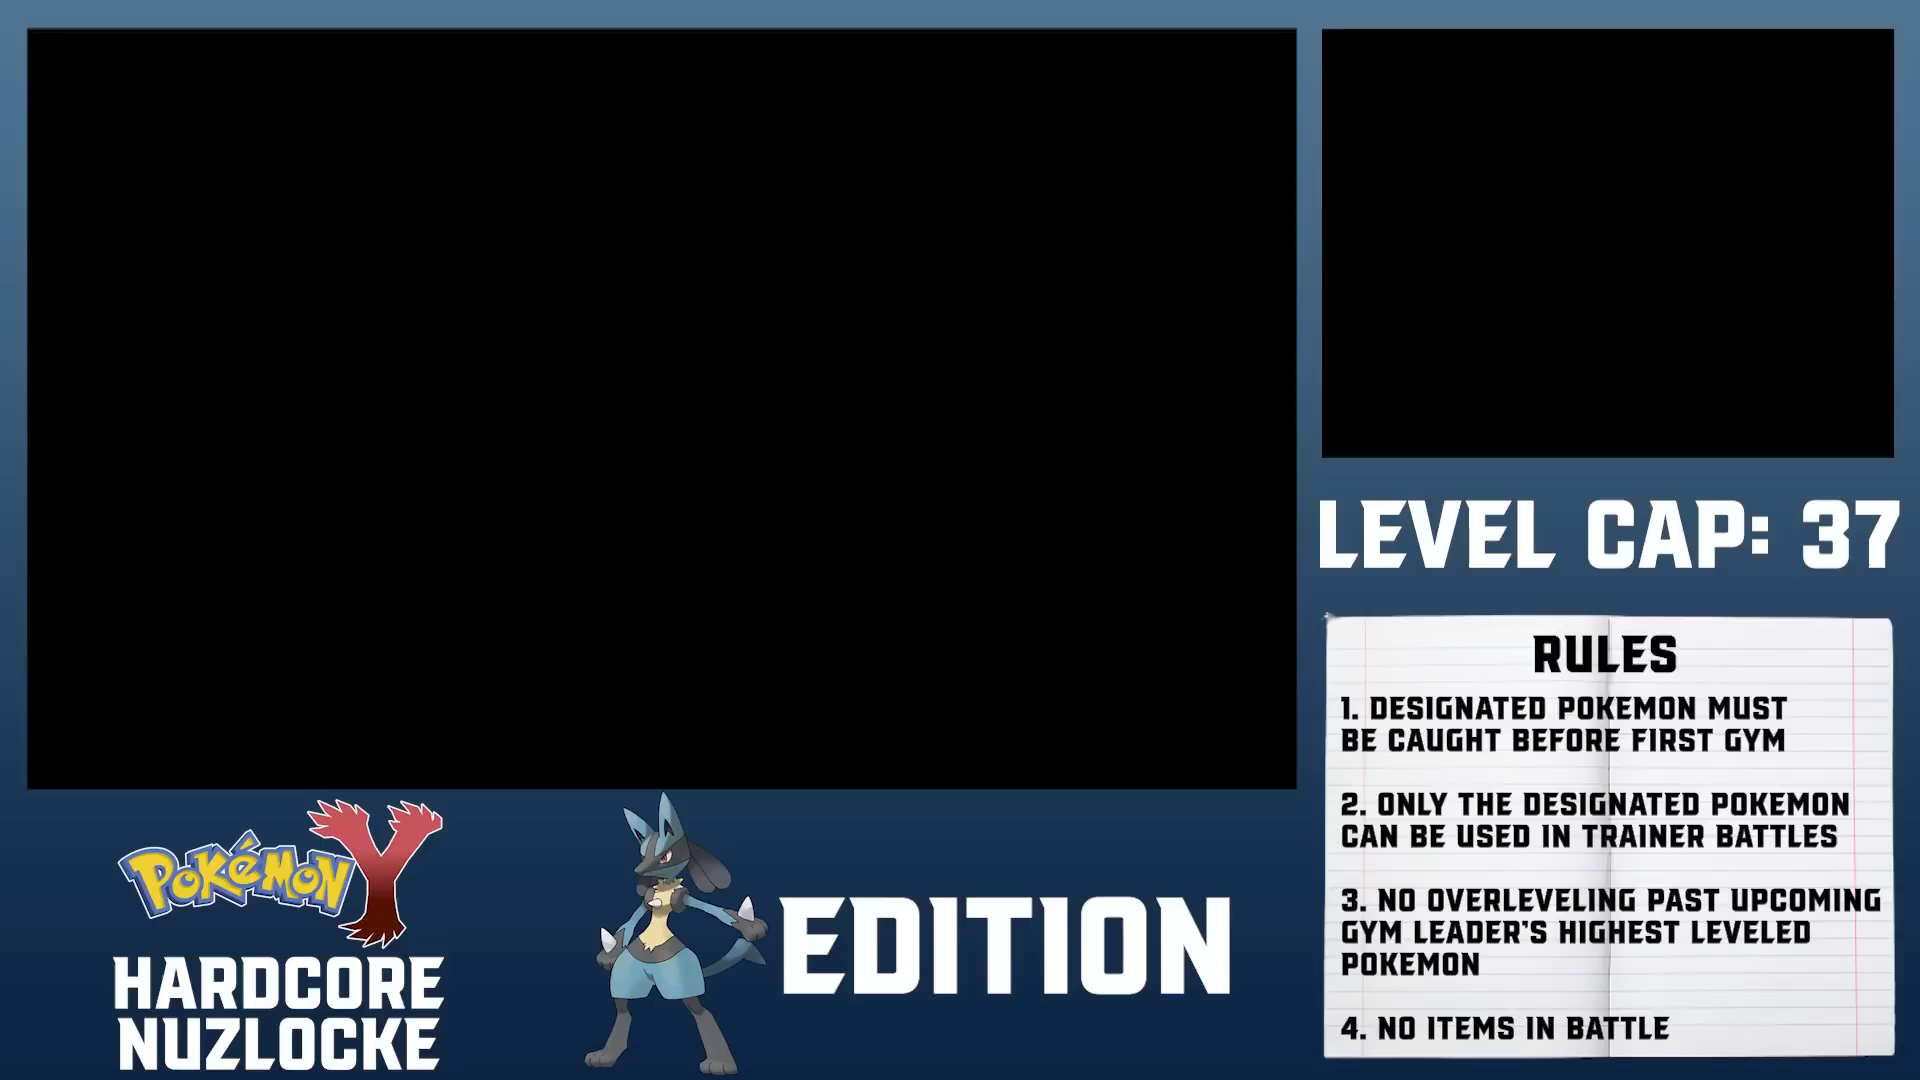 LEVEL CAP: 37
RULES
1. DESIGNATED POKEMON MUST
BE CAUGHT BEFORE FIRST GYM
2. ONLY THE DESIGNATED POKEMON
CAN BE USED IN TRAINER BATTLES
3. NO OVERLEVELING PAST UPCOMING
GYM LEADER'S HIGHEST LEVELED
POKEMON
4. NO ITEMS IN BATTLE
POKéMON Y
HARDCORE
NUZLOCKE
EDITION